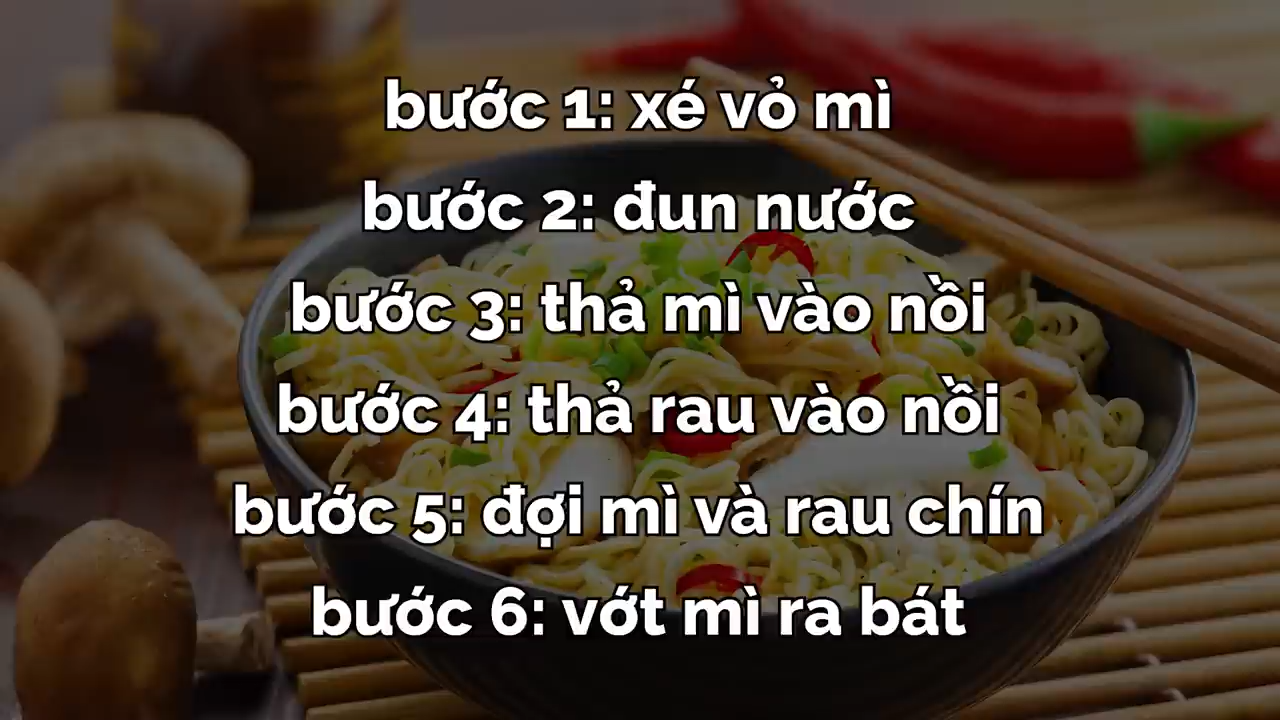 bước 1: xé vỏ mì
bước 2: đun nước
bước 3: thả mì vào nồi
bước 4: thả rau vào nồi
bước 5: đợi mì và rau chín
bước 6: vớt mì ra bát